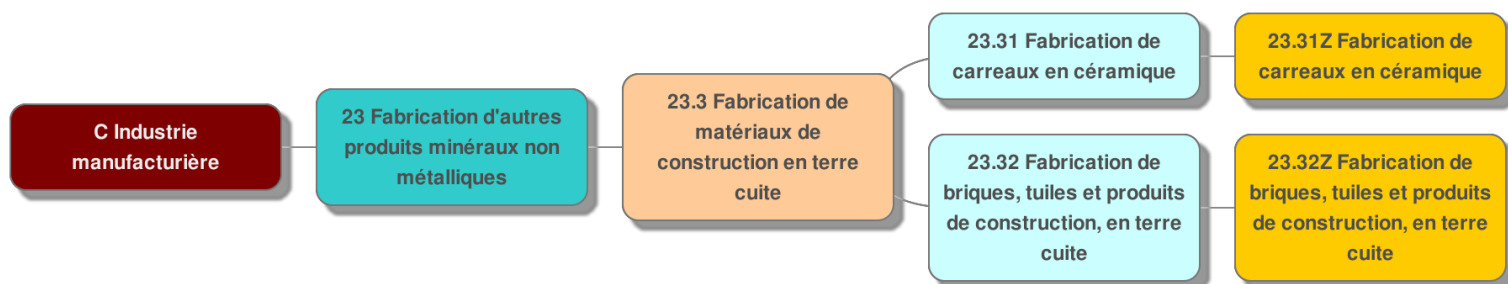 C Industrie
manufacturière
23 Fabrication d'autres
produits minéraux non
métalliques
23.3 Fabrication de
matériaux de
construction en terre
cuite
23.31 Fabrication de
carreaux en céramique
23.31Z Fabrication de
carreaux en céramique
23.32 Fabrication de
briques, tuiles et produits
de construction, en terre
cuite
23.32Z Fabrication de
briques, tuiles et produits
de construction, en terre
cuite